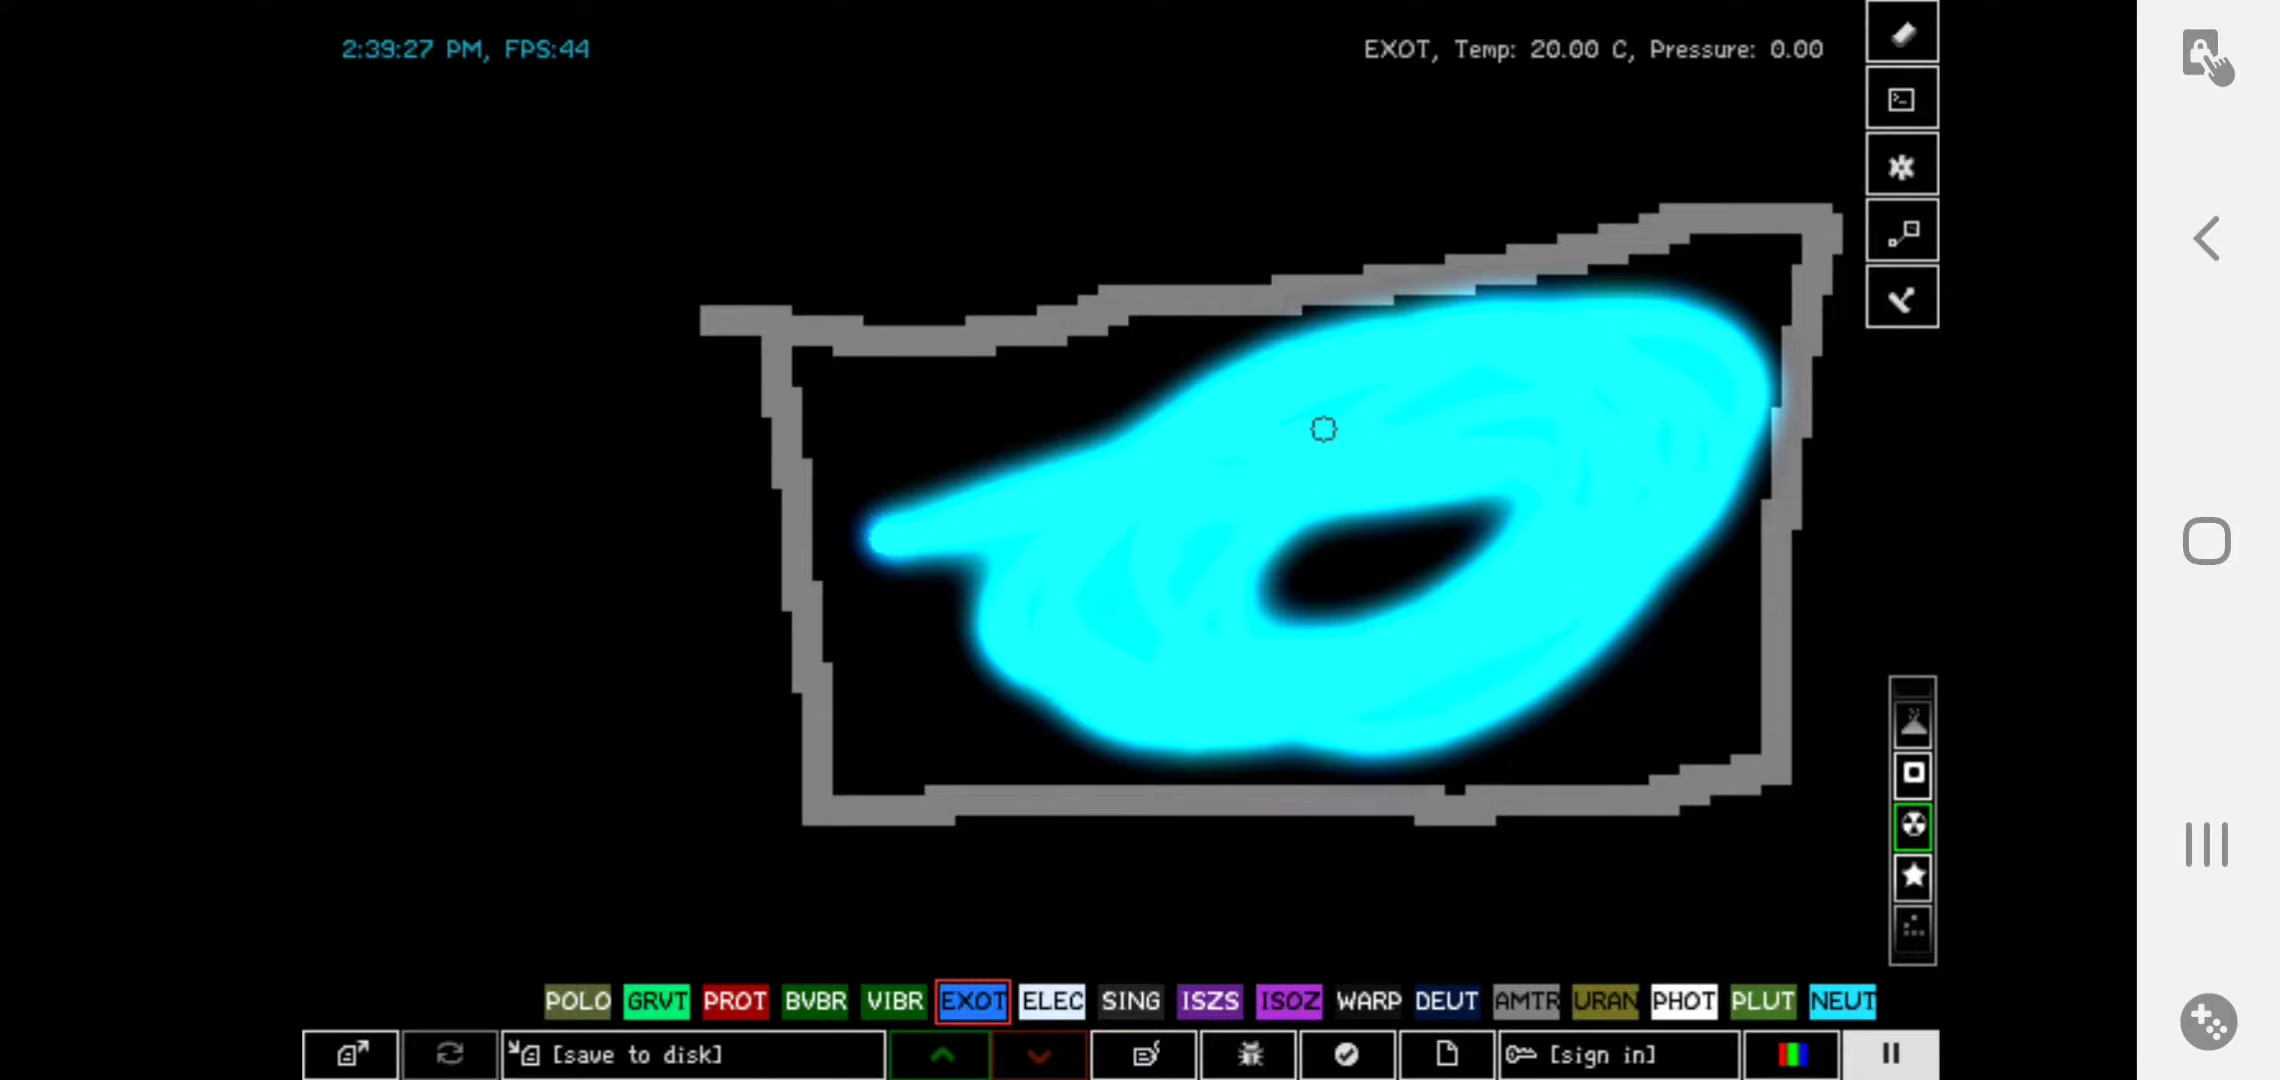 2:39:27 PM, FPS:44
EXOT, Temp: 20.00 C, Pressure: 0.00
POLO GRVT PROT BVBR VIBR EXOT ELEC SING ISZS ISOZ WARP DEUT AMTR URAN PHOT PLUT NEUT
[save to disk] [sign in]